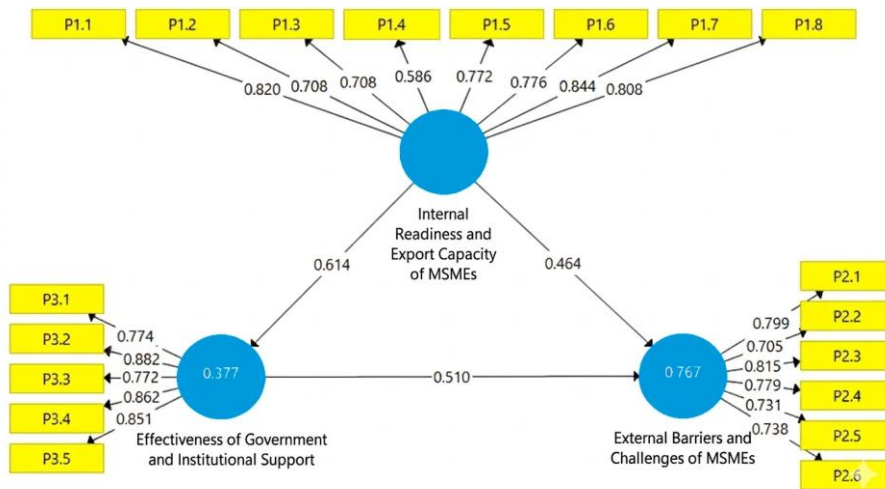 P1.1 P1.2 P1.3 P1.4 P1.5 P1.6 P1.7 P1.8
0.820 0.708 0.708 0.586 0.772 0.776 0.844 0.808
Internal
Readiness and
Export Capacity
of MSMEs
0.614 0.464
P3.1
P3.2
P3.3
P3.4
P3.5
0.774
0.882
0.772
0.862
0.851
0.377
Effectiveness of Government
and Institutional Support
0.510
0.767
External Barriers and
Challenges of MSMEs
0.799
0.705
0.815
0.779
0.731
0.738
P2.1
P2.2
P2.3
P2.4
P2.5
P2.6